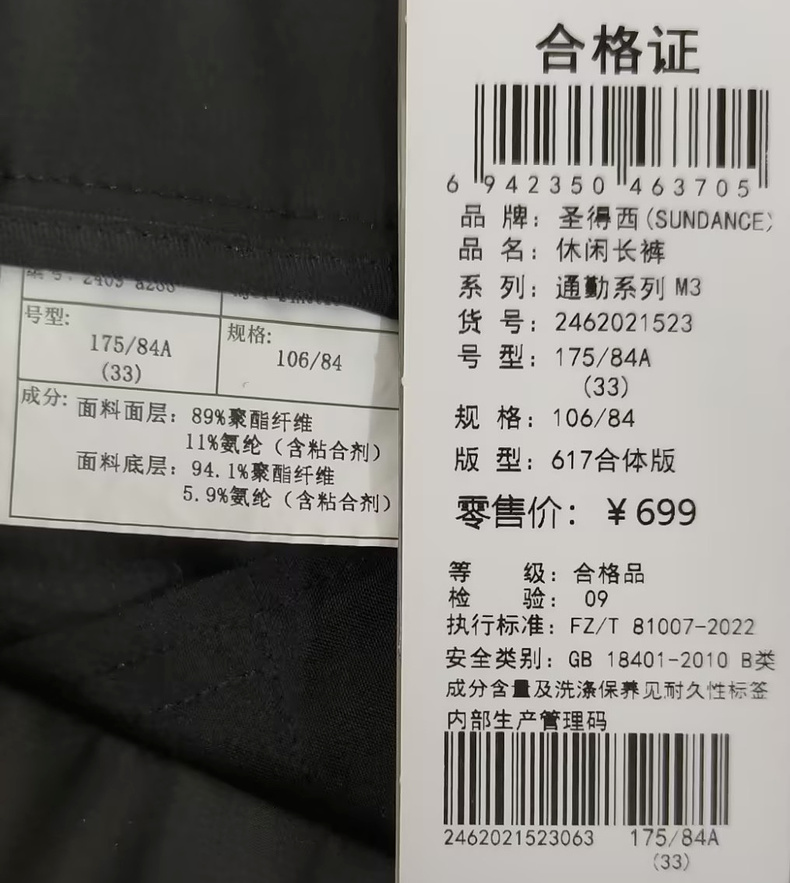 号型:
175/84A
(33)
规格:
106/84
成分: 面料面层: 89%聚酯纤维
11%氨纶（含粘合剂）
面料底层: 94.1%聚酯纤维
5.9%氨纶（含粘合剂）
合格证
6 942350 463705
品 牌: 圣得西(SUNDANCE)
品 名: 休闲长裤
系 列: 通勤系列 M3
货 号: 2462021523
号 型: 175/84A
(33)
规 格: 106/84
版 型: 617合体版
零售价: ¥699
等 级: 合格品
检 验: 09
执行标准: FZ/T 81007-2022
安全类别: GB 18401-2010 B类
成分含量及洗涤保养见耐久性标签
内部生产管理码
2462021523063 175/84A
(33)